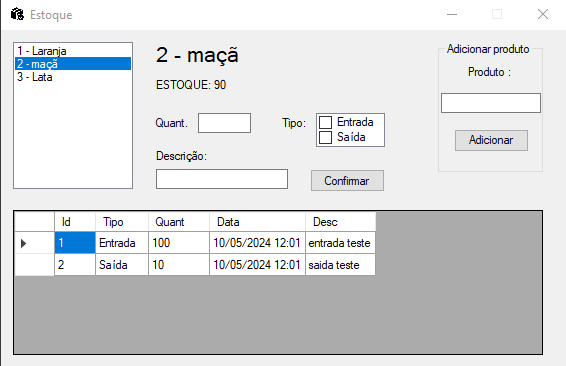 Estoque
1 - Laranja
2 - maçã
3 - Lata
2 - maçã
ESTOQUE: 90
Quant.
Tipo:
Entrada
Saída
Descrição:
Confirmar
Adicionar produto
Produto :
Adicionar
Id Tipo Quant Data Desc
1 Entrada 100 10/05/2024 12:01 entrada teste
2 Saída 10 10/05/2024 12:01 saida teste